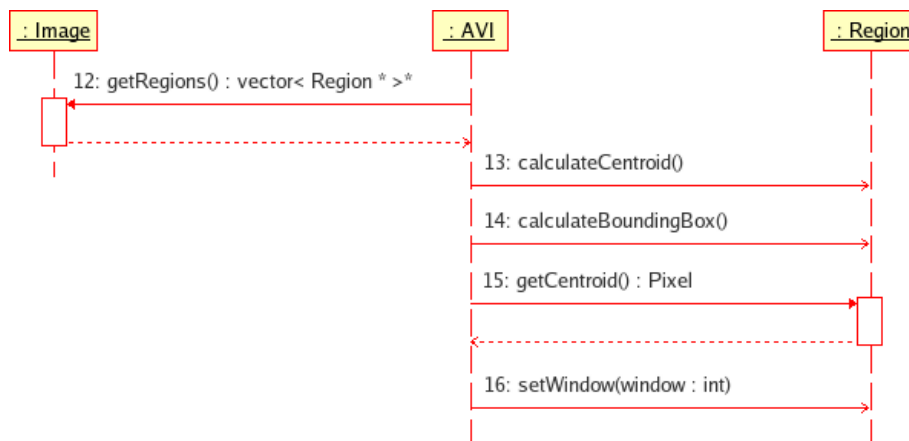 : Image
: AVI
: Region
12: getRegions() : vector< Region * >*
13: calculateCentroid()
14: calculateBoundingBox()
15: getCentroid() : Pixel
16: setWindow(window : int)